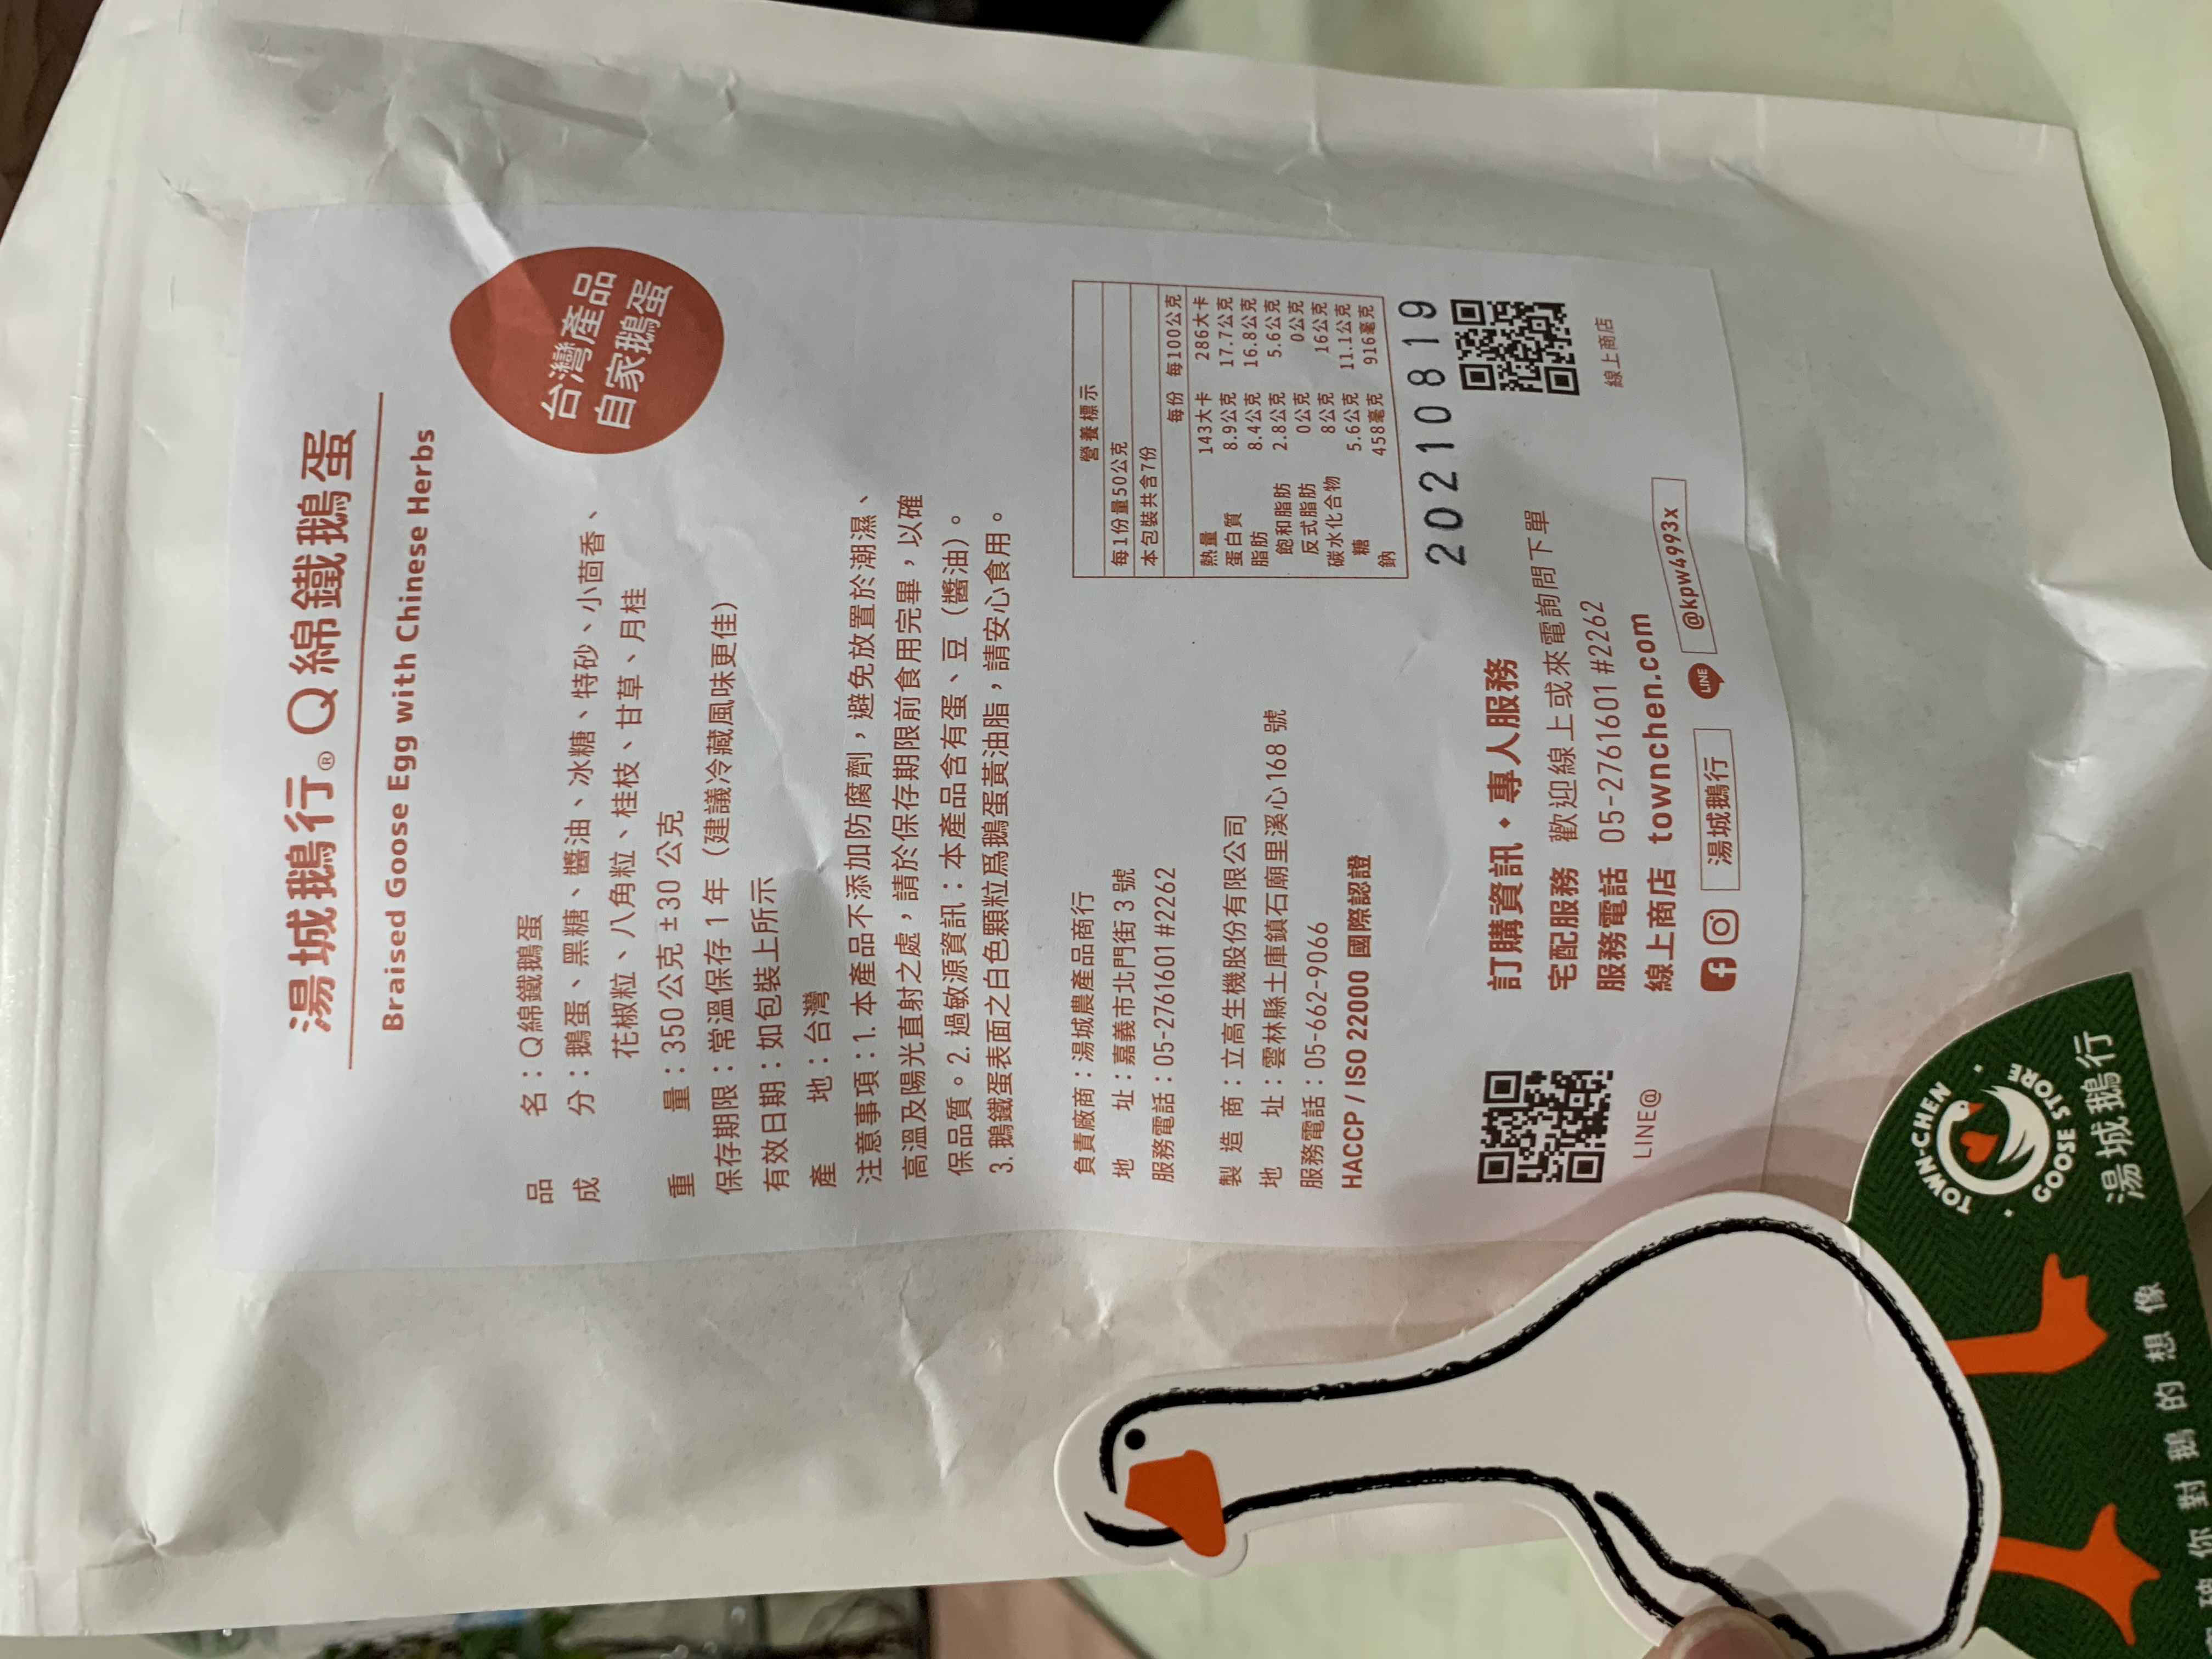 湯城鵝行® Q綿鐵鵝蛋
Braised Goose Egg with Chinese Herbs
台灣產品
自家鵝蛋
品　　名：Q綿鐵鵝蛋
成　　分：鵝蛋、黑糖、醬油、冰糖、特砂、小茴香、
花椒粒、八角粒、桂枝、甘草、月桂
重　　量：350公克±30公克
保存期限：常溫保存1年（建議冷藏風味更佳）
有效日期：如包裝上所示
產　　地：台灣
注意事項：1. 本產品不添加防腐劑，避免放置於潮濕、
高溫及陽光直射之處，請於保存期限前食用完畢，以確
保品質。2. 過敏源資訊：本產品含有蛋、豆（醬油）。
3. 鵝鐵蛋表面之白色顆粒爲鵝蛋黃油脂，請安心食用。
負責廠商：湯城農產品商行
地　　址：嘉義市北門街3號
服務電話：05-2761601#2262
製 造 商：立高生機股份有限公司
地　　址：雲林縣土庫鎮石廟里溪心168號
服務電話：05-662-9066
HACCP / ISO 22000 國際認證
營養標示
每1份量50公克
本包裝共含7份
每份 每100公克
熱量 143大卡 286大卡
蛋白質 8.9公克 17.7公克
脂肪 8.4公克 16.8公克
飽和脂肪 2.8公克 5.6公克
反式脂肪 0公克 0公克
碳水化合物 8公克 16公克
糖 5.6公克 11.1公克
鈉 458毫克 916毫克
20210819
訂購資訊・專人服務
宅配服務 歡迎線上或來電詢問下單
服務電話 05-2761601#2262
線上商店 townchen.com
湯城鵝行 LINE @kpw4993x
LINE@
線上商店
TOWN-CHEN
GOOSE STORE
湯城鵝行
你對鵝的想像